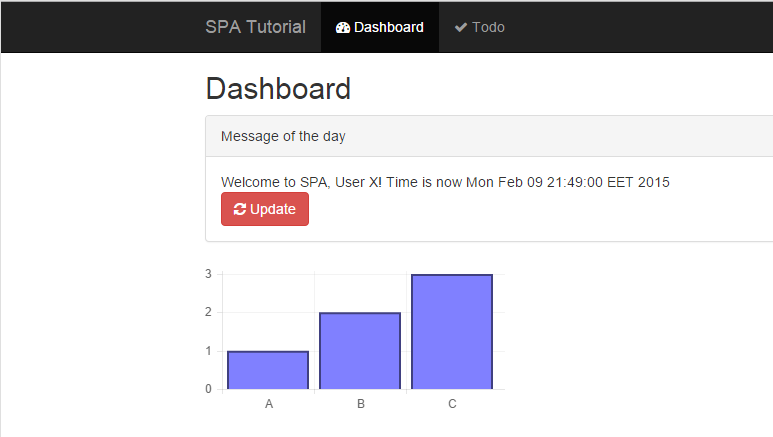 SPA Tutorial Dashboard Todo
Dashboard
Message of the day
Welcome to SPA, User X! Time is now Mon Feb 09 21:49:00 EET 2015
Update
3
2
1
0
A B C